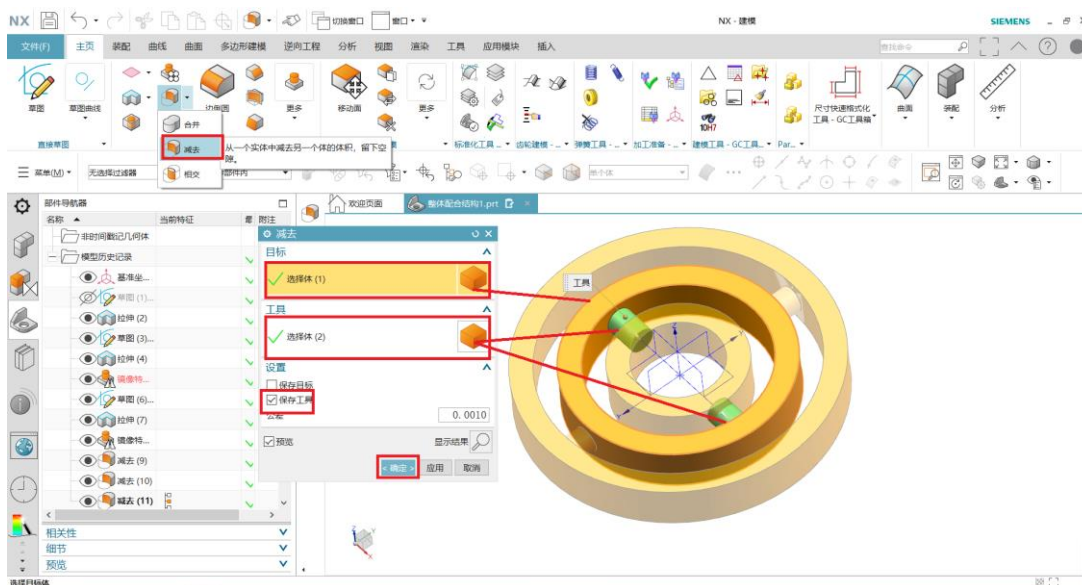 NX 切换窗口 窗口 NX - 建模 SIEMENS
文件(F) 主页 装配 曲线 曲面 多边形建模 逆向工程 分析 视图 渲染 工具 应用模块 插入 查找命令
草图 草图曲线 边倒圆 更多 移动面 更多 尺寸快速格式化工具 - GC工具箱 曲面 装配 分析
合并
减去
相交
从一个实体中减去另一个体的体积，留下空隙。
直接草图 标准化工具 - ... 齿轮建模 - ... 弹簧工具 - ... 加工准备 - ... 建模工具 - GC工具... Par...
菜单(M) 无选择过滤器 部件内 单个体
部件导航器
名称 当前特征 附注
非时间戳记几何体
模型历史记录
基准坐...
草图 (1)...
拉伸 (2)
草图 (3)...
拉伸 (4)
镜像特...
草图 (6)...
拉伸 (7)
镜像特...
减去 (9)
减去 (10)
减去 (11)
相关性
细节
预览
欢迎页面 整体配合结构1.prt
减去
目标
选择体 (1)
工具
选择体 (2)
设置
保存目标
保存工具
公差 0.0010
预览 显示结果
< 确定 > 应用 取消
工具
选择目标体